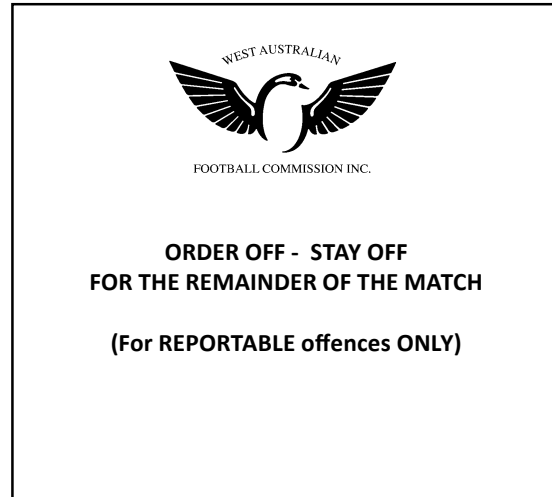 WEST AUSTRALIAN
FOOTBALL COMMISSION INC.
ORDER OFF - STAY OFF
FOR THE REMAINDER OF THE MATCH
(For REPORTABLE offences ONLY)